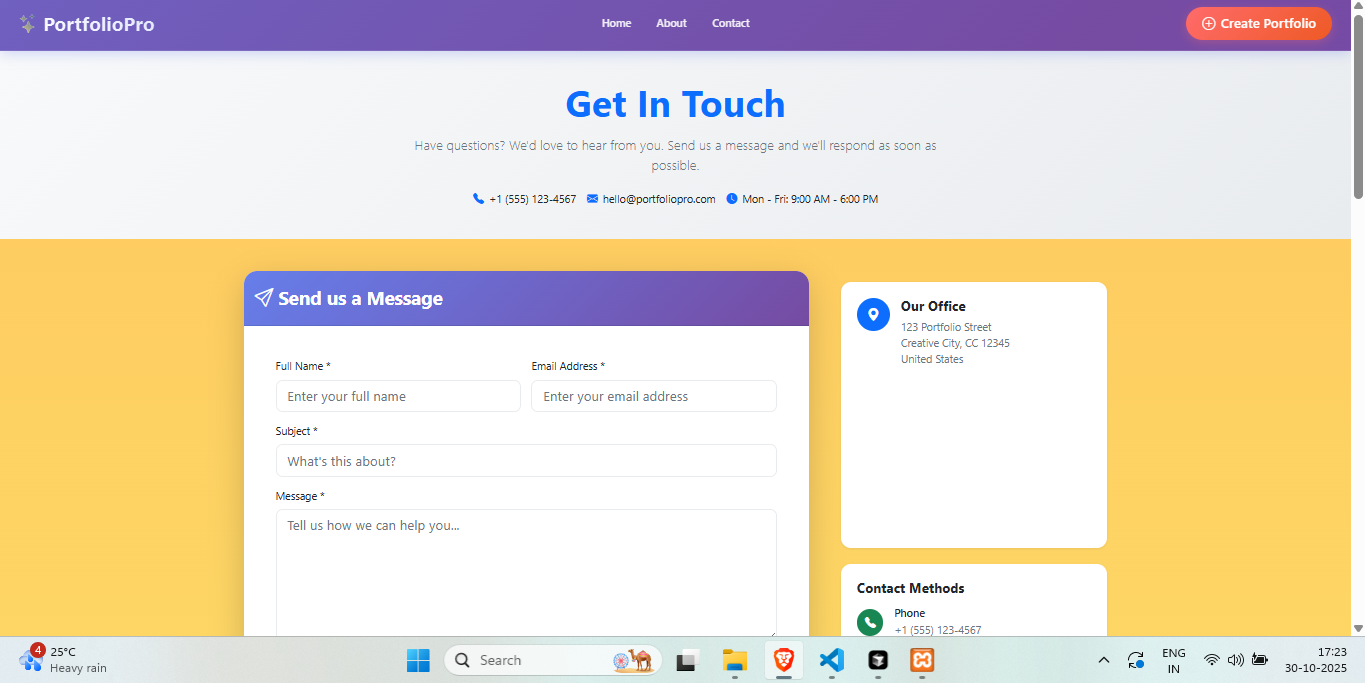 PortfolioPro
Home
About
Contact
Create Portfolio
Get In Touch
Have questions? We'd love to hear from you. Send us a message and we'll respond as soon as
possible.
+1 (555) 123-4567
hello@portfoliopro.com
Mon - Fri: 9:00 AM - 6:00 PM
Send us a Message
Full Name *
Email Address *
Enter your full name
Enter your email address
Subject *
What's this about?
Message *
Tell us how we can help you...
Our Office
123 Portfolio Street
Creative City, CC 12345
United States
Contact Methods
Phone
+1 (555) 123-4567
4
25°C
Heavy rain
Search
ENG
IN
17:23
30-10-2025